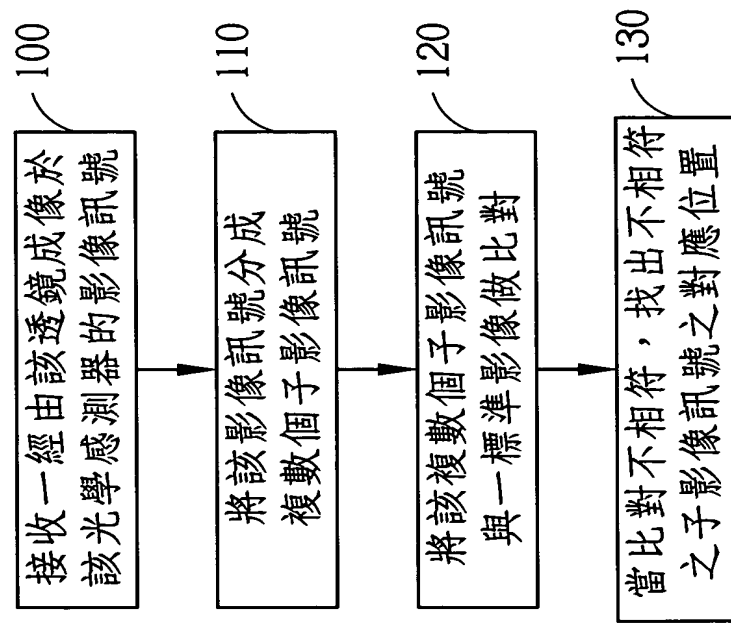 100
接收一經由該透鏡成像於
該光學感測器的影像訊號
110
將該影像訊號分成
複數個子影像訊號
120
將該複數個子影像訊號
與一標準影像做比對
130
當比對不相符，找出不相符
之子影像訊號之對應位置